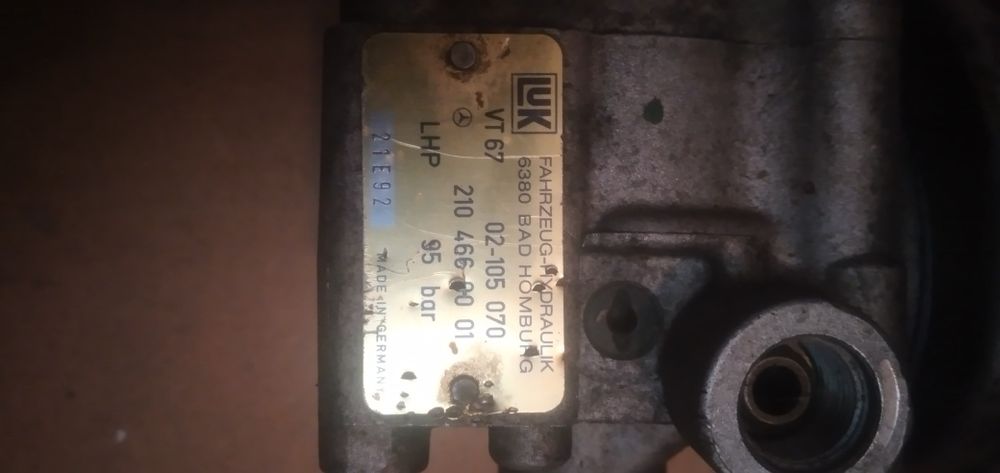 LUK
FAHRZEUG-HYDRAULIK
6380 BAD HOMBURG
VT 67 02-105 070
210 466 00 01
LHP 95 bar
21E92 MADE IN GERMANY